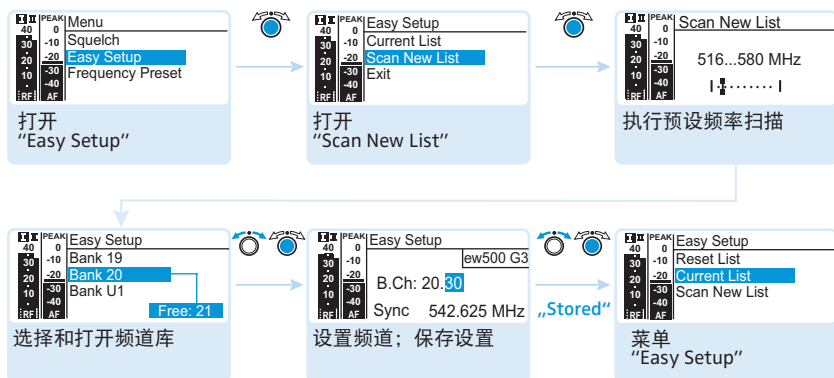 PEAK Menu
40 0 Squelch
30 -10 Easy Setup
20 -20 Frequency Preset
10 -30
-40
RF AF
打开
“Easy Setup”
PEAK Easy Setup
40 0 Current List
30 -10 Scan New List
20 -20 Exit
10 -30
-40
RF AF
打开
“Scan New List”
PEAK Scan New List
40 0
30 -10
20 -20 516...580 MHz
10 -30
-40
RF AF
执行预设频率扫描
PEAK Easy Setup
40 0 Bank 19
30 -10 Bank 20
20 -20 Bank U1
10 -30
-40
RF AF Free: 21
选择和打开频道库
PEAK Easy Setup
40 0 ew500 G3
30 -10
20 -20 B.Ch: 20.30
10 -30
-40 Sync 542.625 MHz
RF AF
设置频道；保存设置
„Stored“
PEAK Easy Setup
40 0 Reset List
30 -10 Current List
20 -20 Scan New List
10 -30
-40
RF AF
菜单
“Easy Setup”